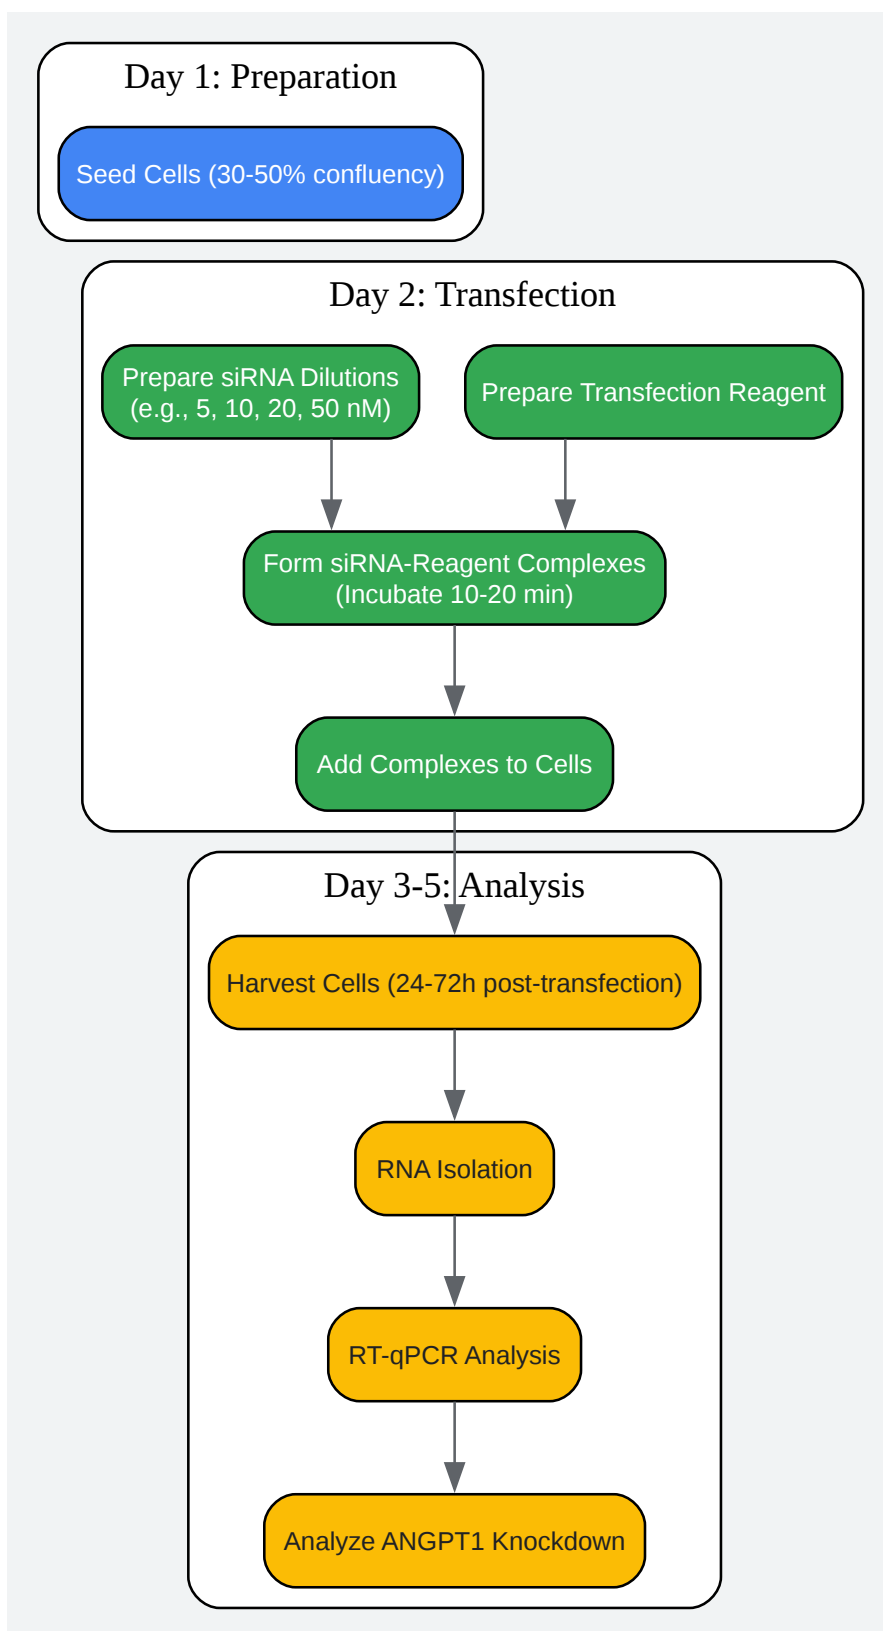 Day 1: Preparation
Seed Cells (30-50% confluency)
Day 2: Transfection
Prepare siRNA Dilutions
(e.g., 5, 10, 20, 50 nM)
Prepare Transfection Reagent
Form siRNA-Reagent Complexes
(Incubate 10-20 min)
Add Complexes to Cells
Day 3-5: Analysis
Harvest Cells (24-72h post-transfection)
RNA Isolation
RT-qPCR Analysis
Analyze ANGPT1 Knockdown